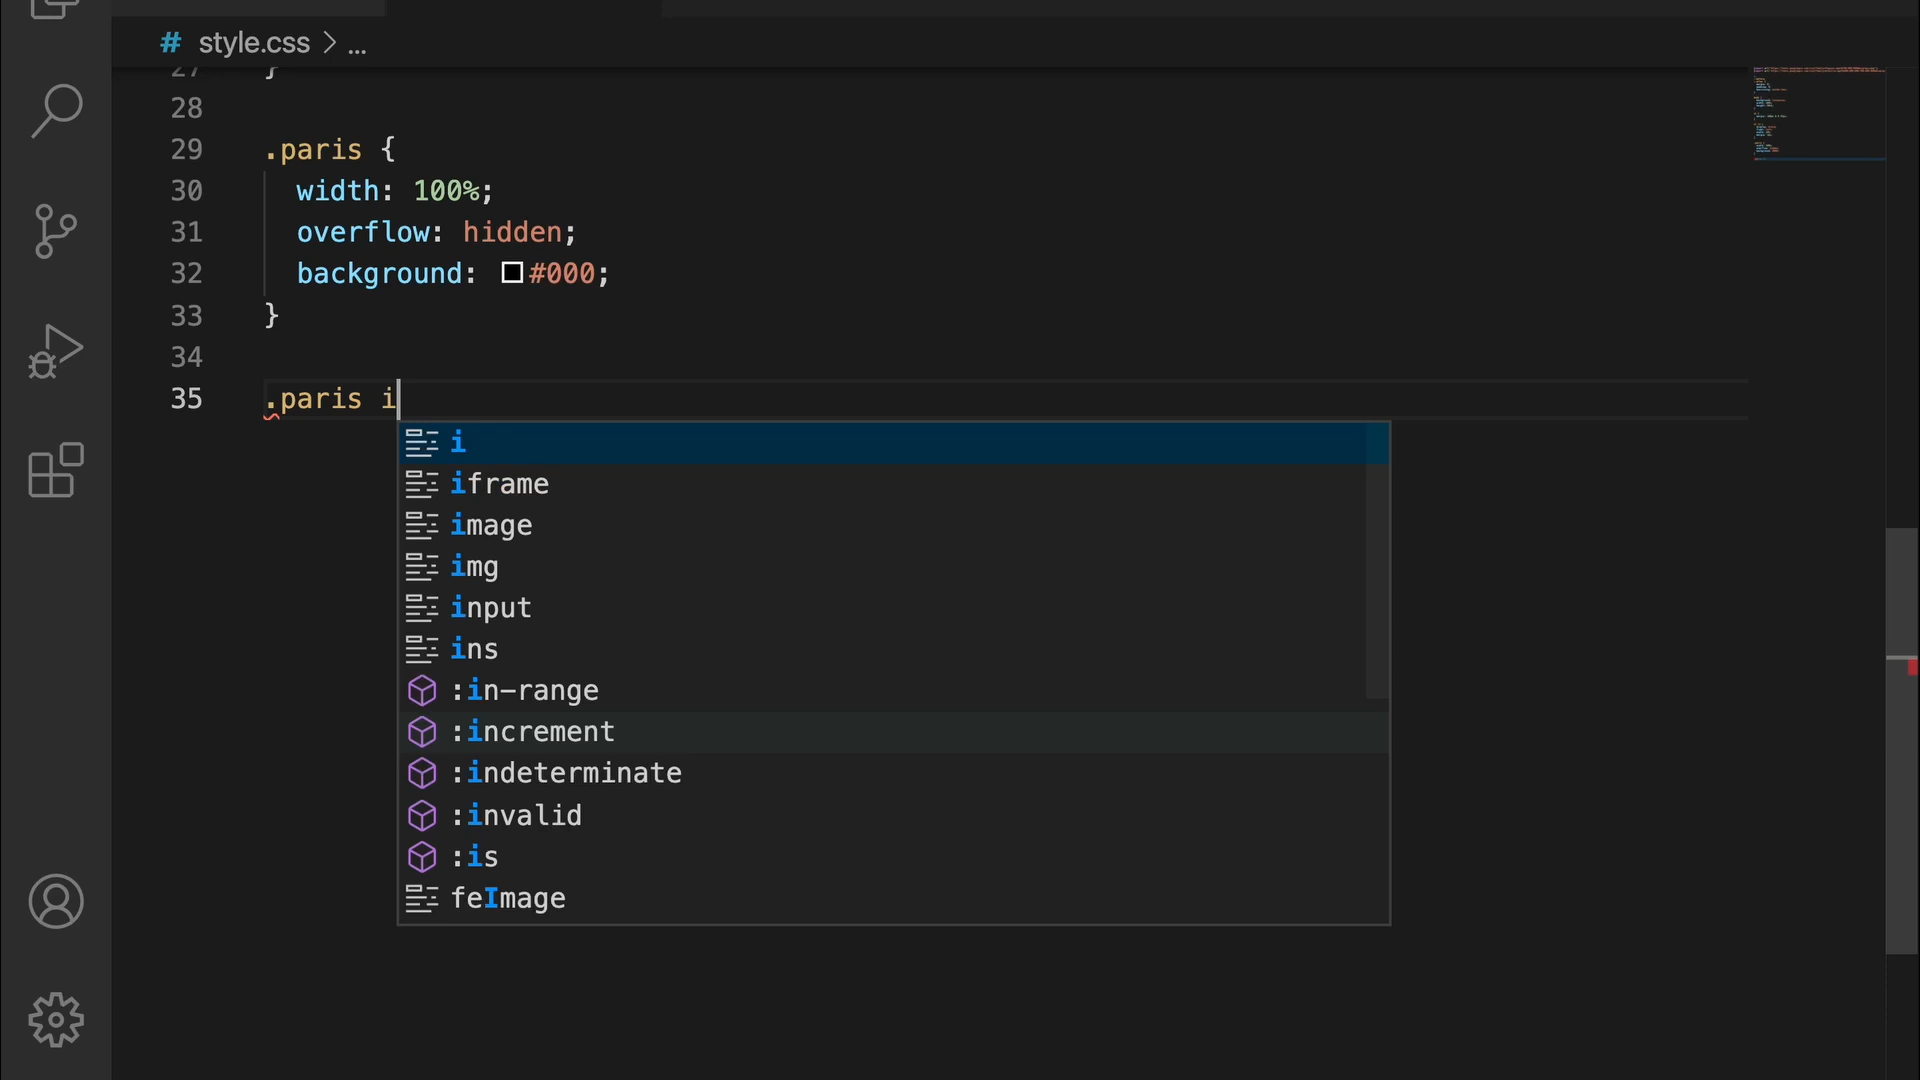 # style.css > ...
27 }
28
29 .paris {
30 width: 100%;
31 overflow: hidden;
32 background: #000;
33 }
34
35 .paris i
i
iframe
image
img
input
ins
:in-range
:increment
:indeterminate
:invalid
:is
feImage